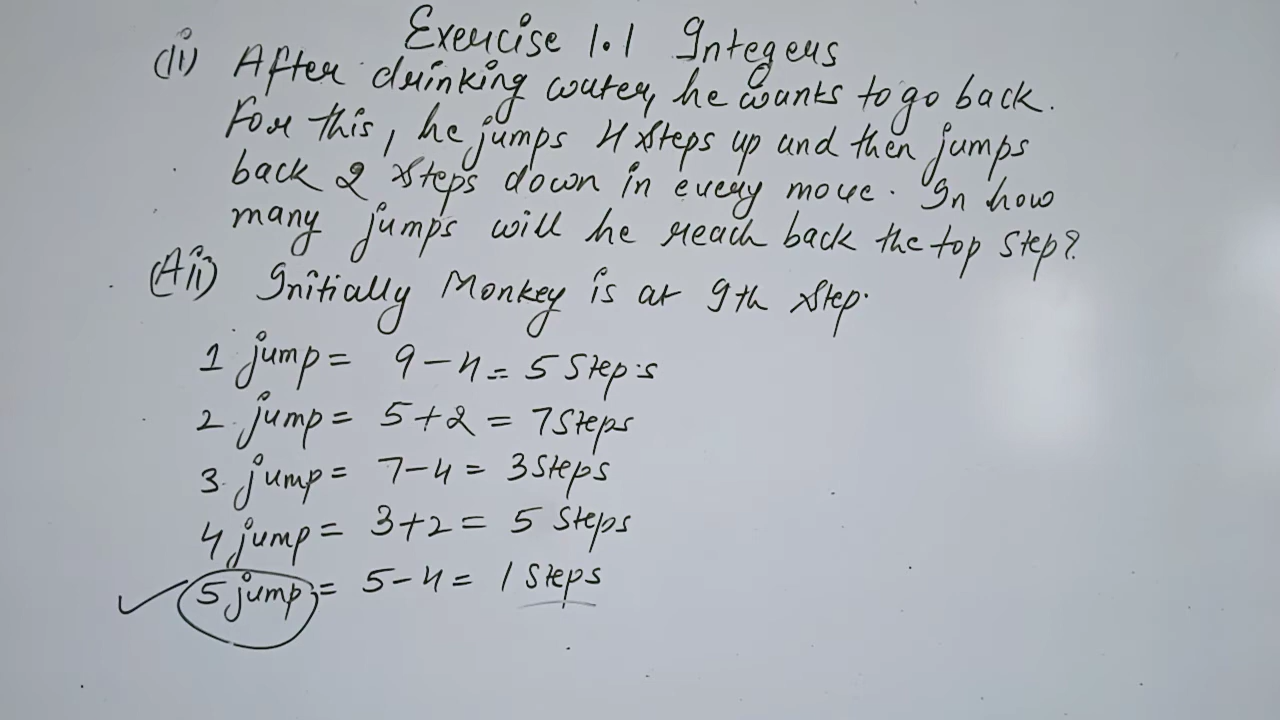 Exercise 1.1 Integers
(ii) After drinking water, he wants to go back.
For this, he jumps 4 steps up and then jumps
back 2 steps down in every move. In how
many jumps will he reach back the top step?
(Aii) Initially Monkey is at 9th step.
1 jump = 9 - 4 = 5 Steps
2 jump = 5 + 2 = 7 Steps
3 jump = 7 - 4 = 3 Steps
4 jump = 3 + 2 = 5 Steps
5 jump = 5 - 4 = 1 Steps